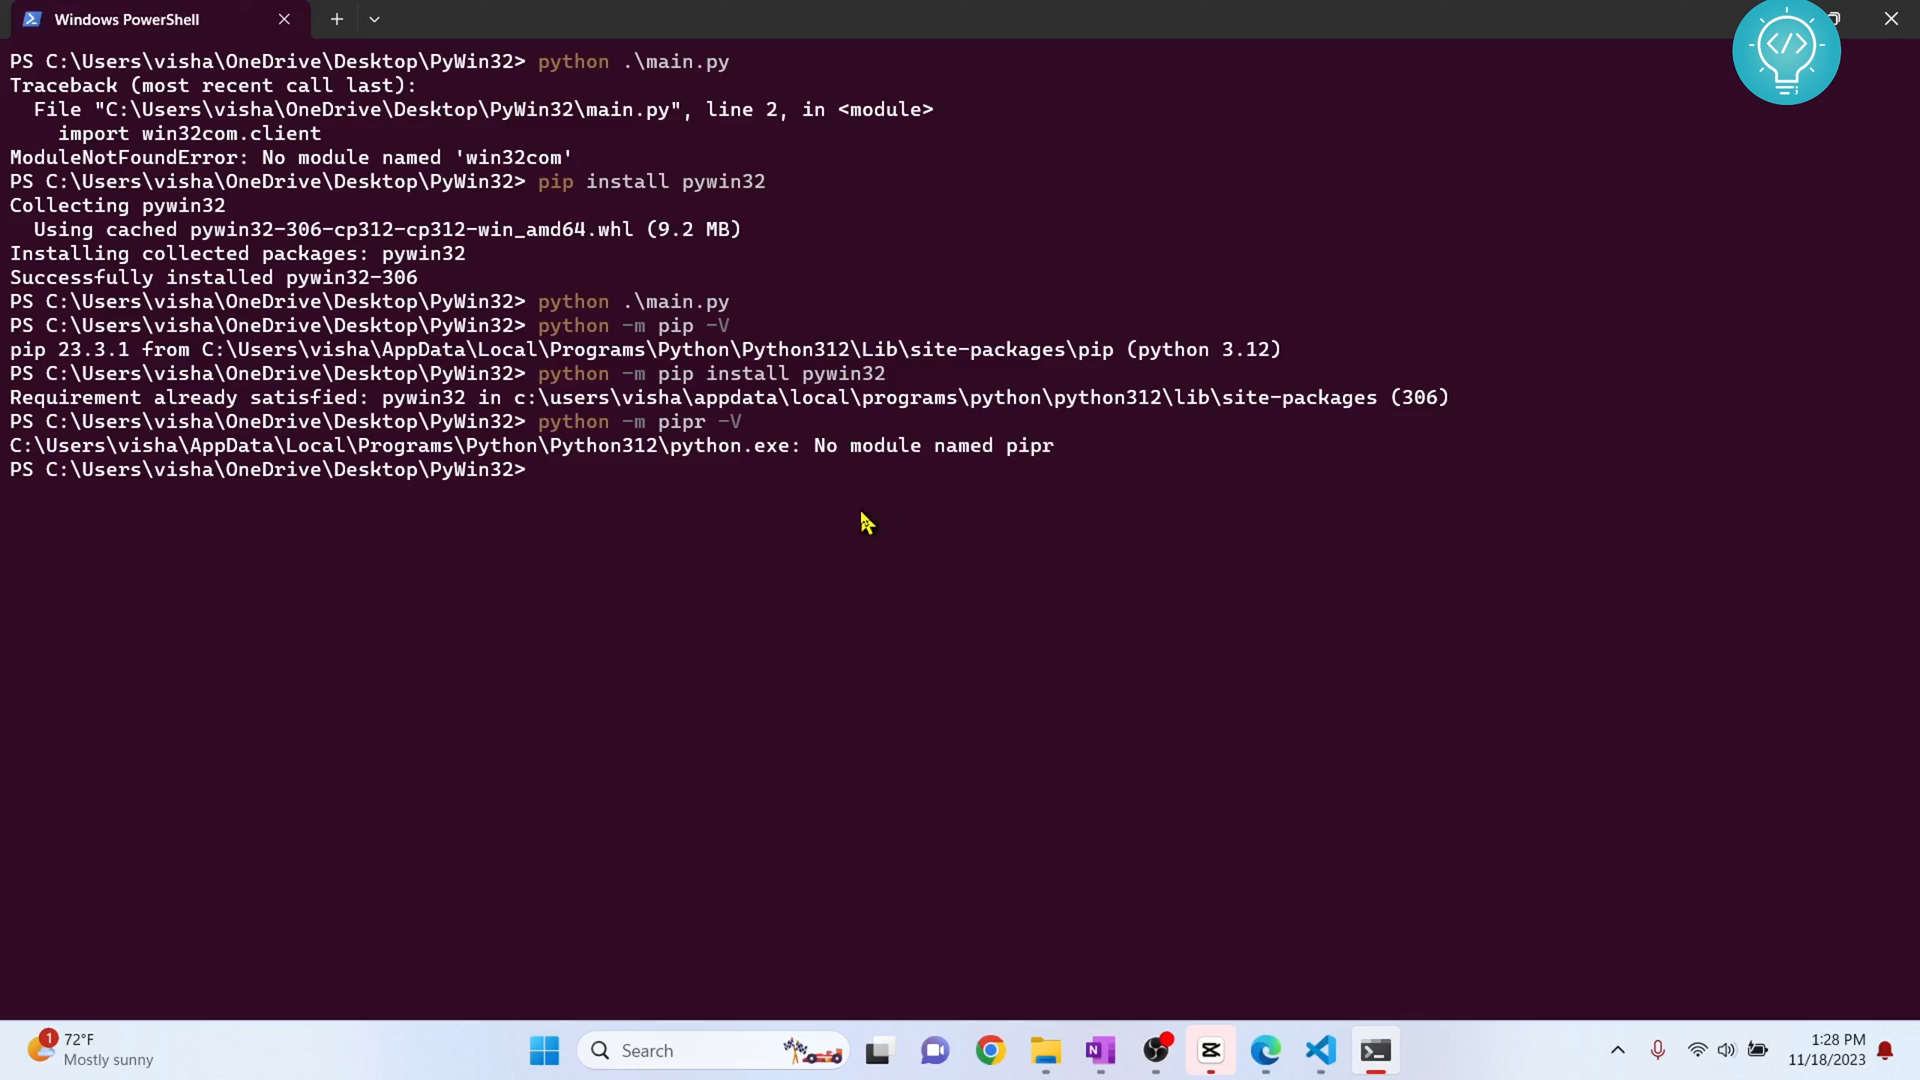 Windows PowerShell
PS C:\Users\visha\OneDrive\Desktop\PyWin32> python .\main.py
Traceback (most recent call last):
  File "C:\Users\visha\OneDrive\Desktop\PyWin32\main.py", line 2, in <module>
    import win32com.client
ModuleNotFoundError: No module named 'win32com'
PS C:\Users\visha\OneDrive\Desktop\PyWin32> pip install pywin32
Collecting pywin32
  Using cached pywin32-306-cp312-cp312-win_amd64.whl (9.2 MB)
Installing collected packages: pywin32
Successfully installed pywin32-306
PS C:\Users\visha\OneDrive\Desktop\PyWin32> python .\main.py
PS C:\Users\visha\OneDrive\Desktop\PyWin32> python -m pip -V
pip 23.3.1 from C:\Users\visha\AppData\Local\Programs\Python\Python312\Lib\site-packages\pip (python 3.12)
PS C:\Users\visha\OneDrive\Desktop\PyWin32> python -m pip install pywin32
Requirement already satisfied: pywin32 in c:\users\visha\appdata\local\programs\python\python312\lib\site-packages (306)
PS C:\Users\visha\OneDrive\Desktop\PyWin32> python -m pipr -V
C:\Users\visha\AppData\Local\Programs\Python\Python312\python.exe: No module named pipr
PS C:\Users\visha\OneDrive\Desktop\PyWin32>
1
72°F
Mostly sunny
Search
1:28 PM
11/18/2023